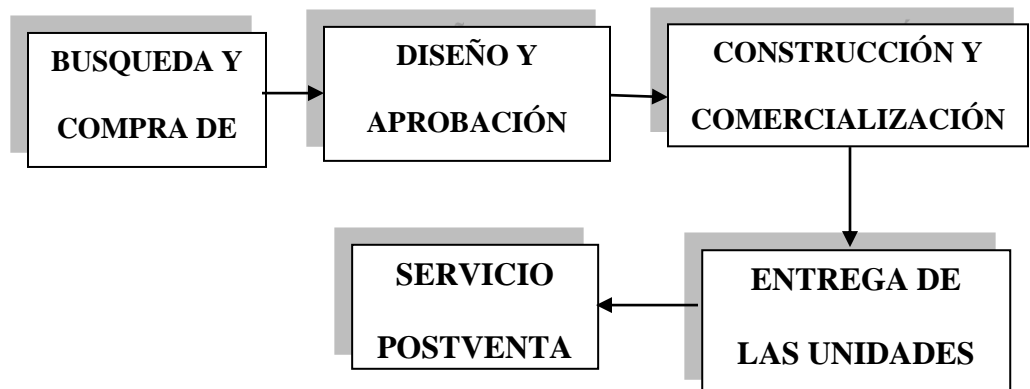 BUSQUEDA Y
COMPRA DE
DISEÑO Y
APROBACIÓN
CONSTRUCCIÓN Y
COMERCIALIZACIÓN
ENTREGA DE
LAS UNIDADES
SERVICIO
POSTVENTA